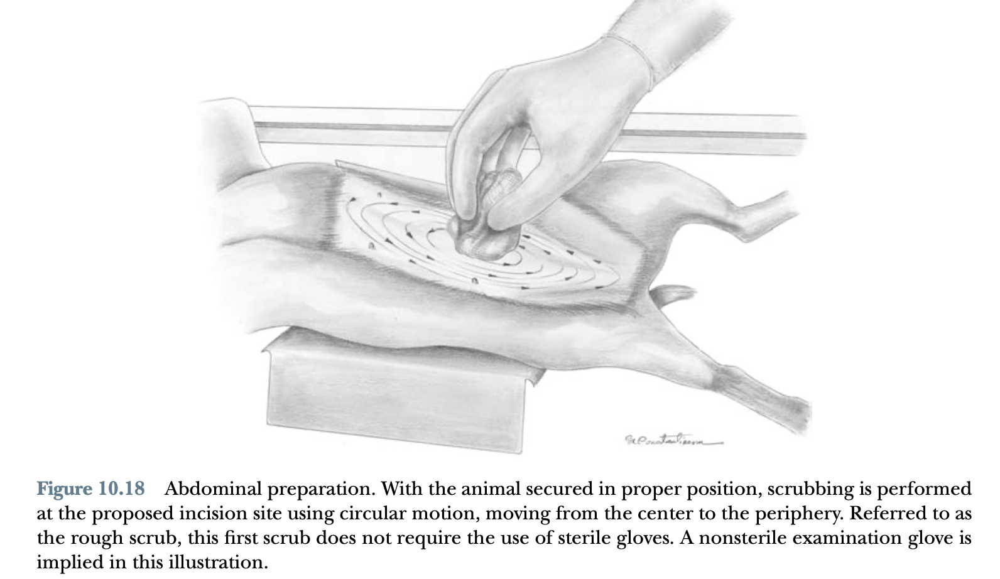 Figure 10.18 Abdominal preparation. With the animal secured in proper position, scrubbing is performed
at the proposed incision site using circular motion, moving from the center to the periphery. Referred to as
the rough scrub, this first scrub does not require the use of sterile gloves. A nonsterile examination glove is
implied in this illustration.